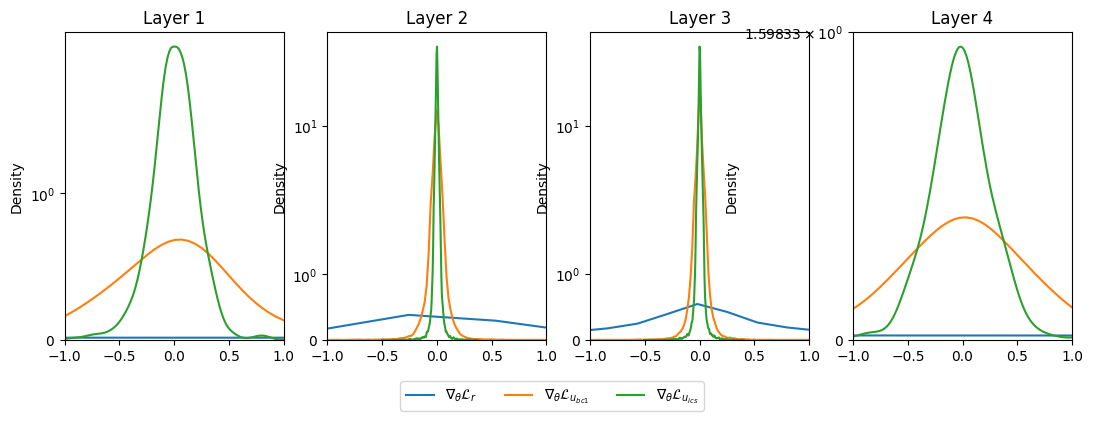 Layer 1
Layer 2
Layer 3
Layer 4
Density
10⁰
0
-1.0 −0.5 0.0 0.5 1.0
Density
10¹
10⁰
0
−1.0 −0.5 0.0 0.5 1.0
Density
10¹
10⁰
0
−1.0 −0.5 0.0 0.5 1.0
Density
1.59833 × 10⁰
0
−1.0 −0.5 0.0 0.5 1.0
∇θℒr ∇θℒu_bc1 ∇θℒu_ics